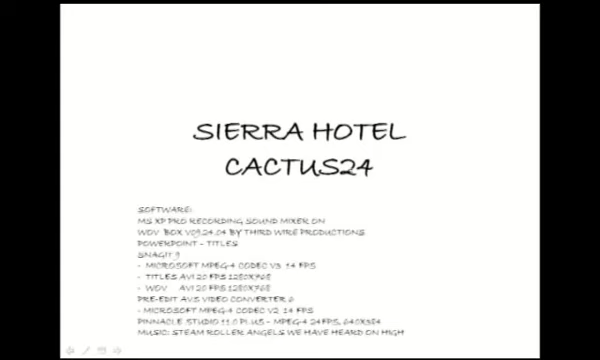 SIERRA HOTEL
CACTUS24
SOFTWARE:
MS XP PRO RECORDING SOUND MIXER ON
WOV BOX V09.24.04 BY THIRD WIRE PRODUCTIONS
POWERPOINT - TITLES
SNAGIT 9
- MICROSOFT MPEG-4 CODEC V3 14 FPS
- TITLES AVI 20 FPS 1280X768
- WOV AVI 20 FPS 1280X768
PRE-EDIT AVS VIDEO CONVERTER 6
- MICROSOFT MPEG-4 CODEC V2 14 FPS
PINNACLE STUDIO 11.0 PLUS - MPEG-4 24FPS, 640X384
MUSIC: STEAM ROLLER ANGELS WE HAVE HEARD ON HIGH